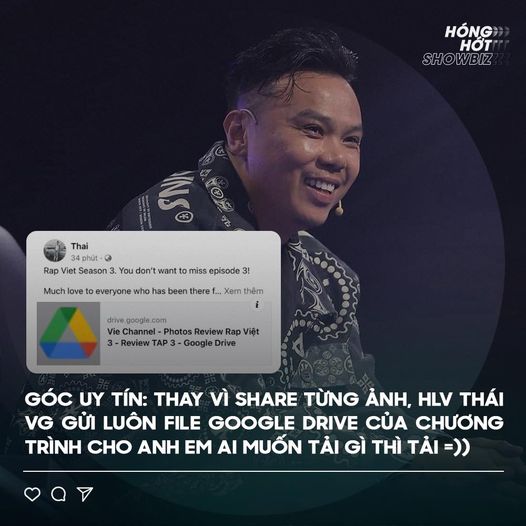 HÓNG
HỚT
SHOWBIZ
Thai
34 phút ·
Rap Viet Season 3. You don't want to miss episode 3!
Much love to everyone who has been there f... Xem thêm
i
drive.google.com
Vie Channel - Photos Review Rap Việt
3 - Review TAP 3 - Google Drive
GÓC UY TÍN: THAY VÌ SHARE TỪNG ẢNH, HLV THÁI
VG GỬI LUÔN FILE GOOGLE DRIVE CỦA CHƯƠNG
TRÌNH CHO ANH EM AI MUỐN TẢI GÌ THÌ TẢI =))